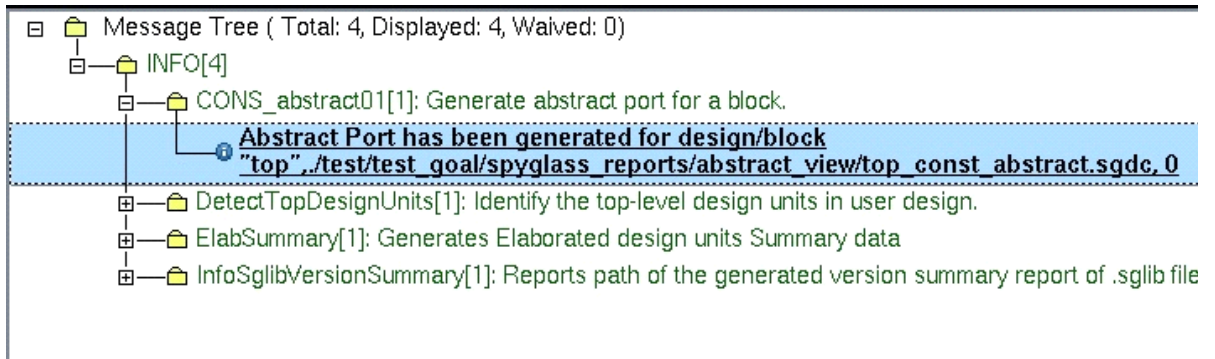 Message Tree ( Total: 4, Displayed: 4, Waived: 0)
INFO[4]
CONS_abstract01[1]: Generate abstract port for a block.
Abstract Port has been generated for design/block
"top",./test/test_goal/spyglass_reports/abstract_view/top_const_abstract.sgdc, 0
DetectTopDesignUnits[1]: Identify the top-level design units in user design.
ElabSummary[1]: Generates Elaborated design units Summary data
InfoSglibVersionSummary[1]: Reports path of the generated version summary report of .sglib file